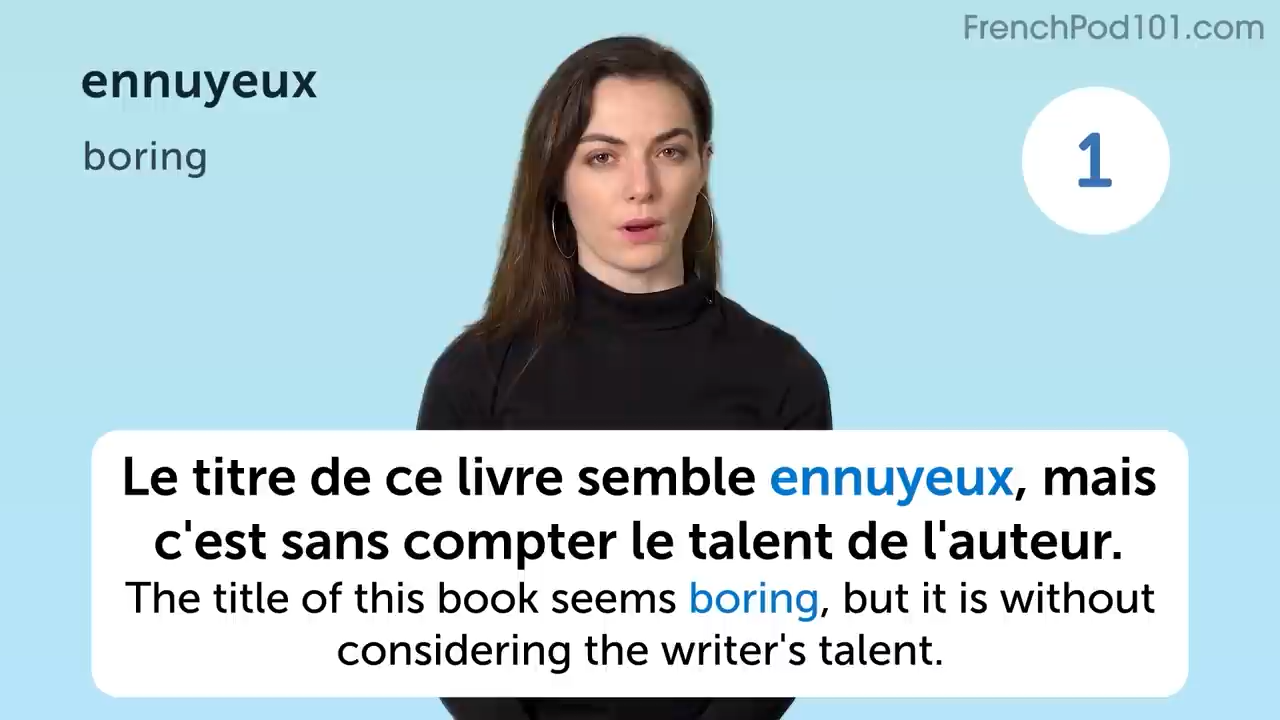 FrenchPod101.com
ennuyeux
boring
1
Le titre de ce livre semble ennuyeux, mais
c'est sans compter le talent de l'auteur.
The title of this book seems boring, but it is without
considering the writer's talent.